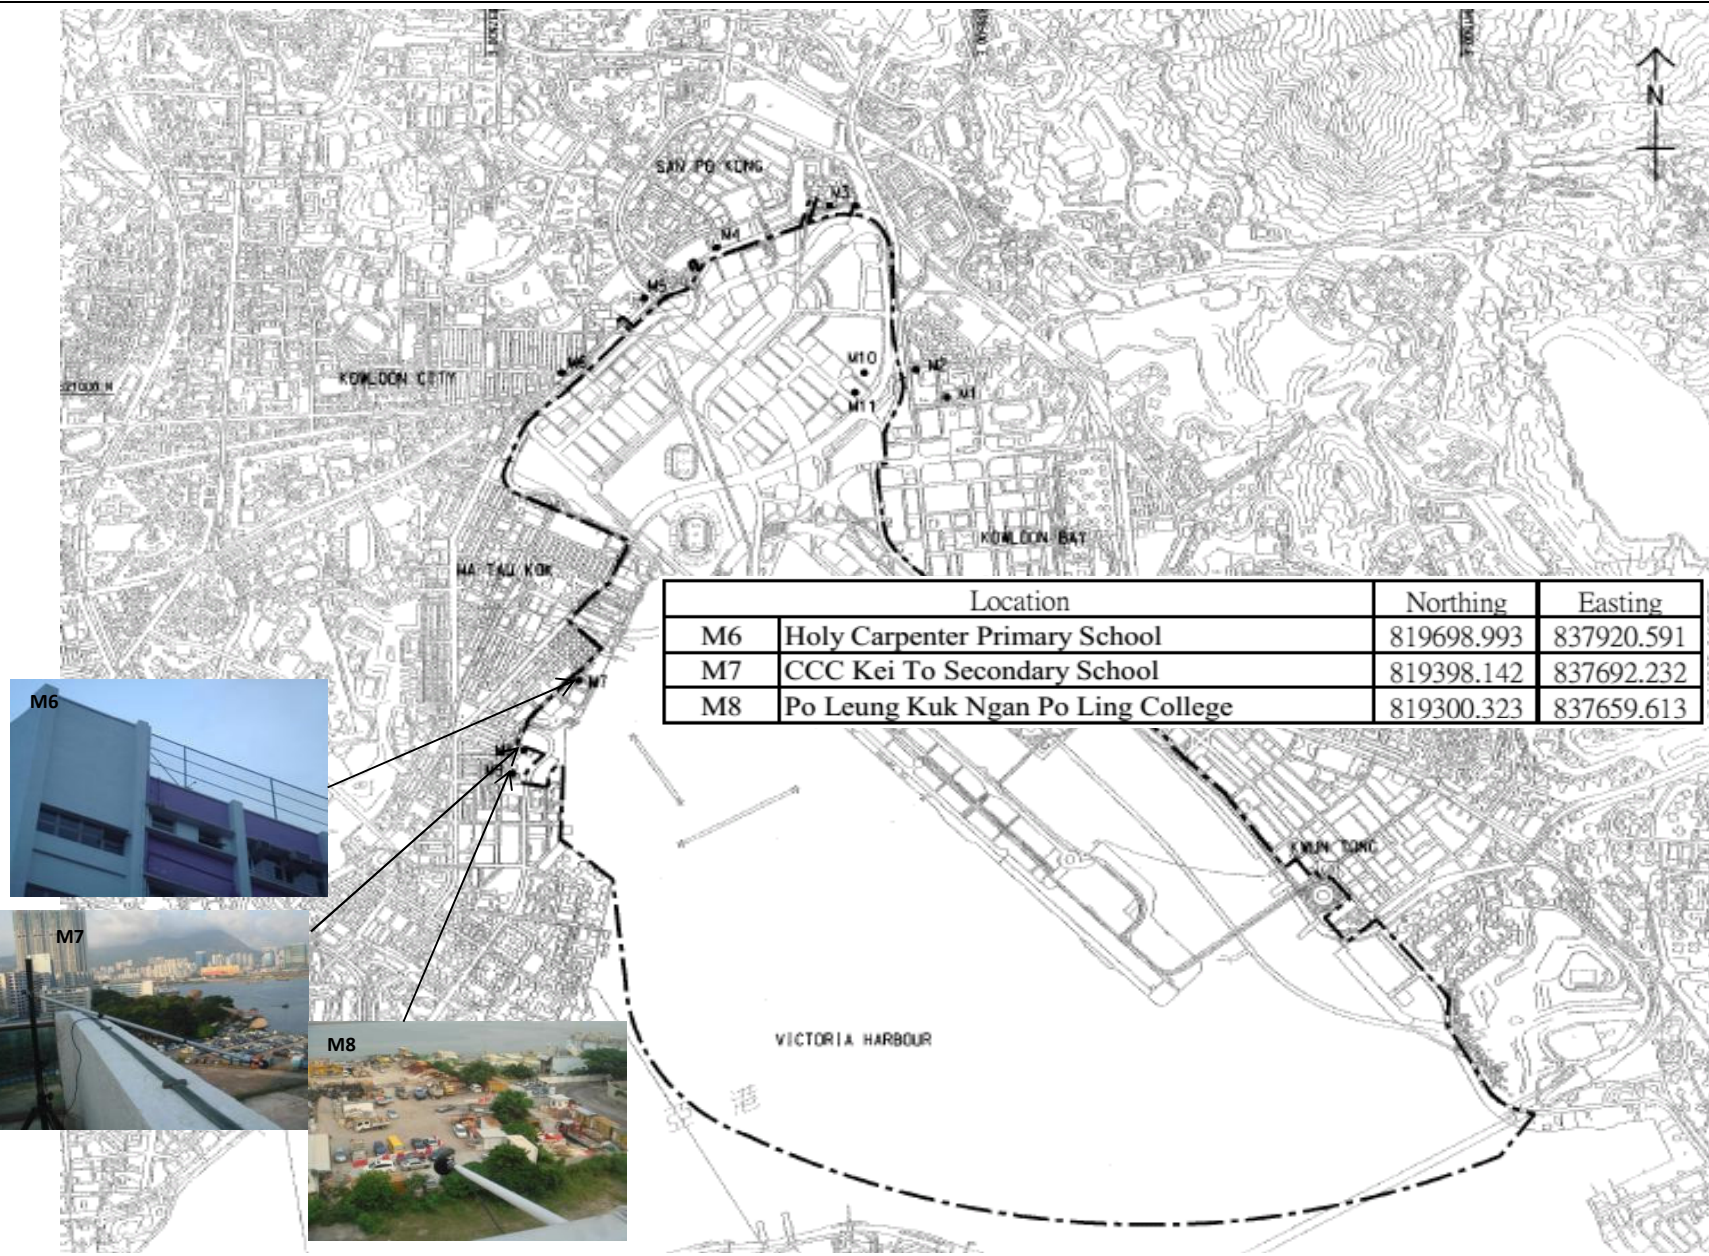 N
SAN PO KONG
M3
M4
M5
M10
M2
M6
KOWLOON CITY
821000 N
M1
M11
KOWLOON BAY
MA TAU KOK
Location Northing Easting
M6 Holy Carpenter Primary School 819698.993 837920.591
M7 CCC Kei To Secondary School 819398.142 837692.232
M8 Po Leung Kuk Ngan Po Ling College 819300.323 837659.613
M7
M6
M9
KWUN TONG
M7
VICTORIA HARBOUR
M8
港